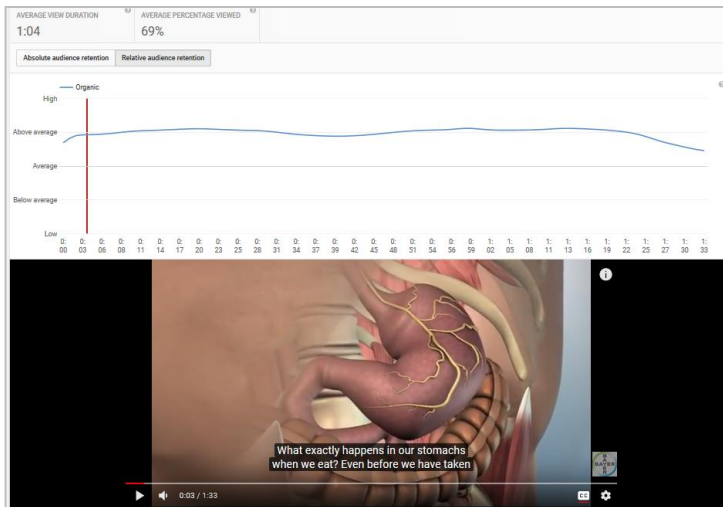 AVERAGE VIEW DURATION
1:04
AVERAGE PERCENTAGE VIEWED
69%
Absolute audience retention
Relative audience retention
Organic
High
Above average
Average
Below average
Low
0:00 0:03 0:06 0:08 0:11 0:14 0:17 0:20 0:23 0:25 0:28 0:31 0:34 0:37 0:39 0:42 0:45 0:48 0:51 0:54 0:56 0:59 1:02 1:05 1:08 1:11 1:13 1:16 1:19 1:22 1:25 1:27 1:30 1:33
What exactly happens in our stomachs
when we eat? Even before we have taken
BAYER
0:03 / 1:33
CC